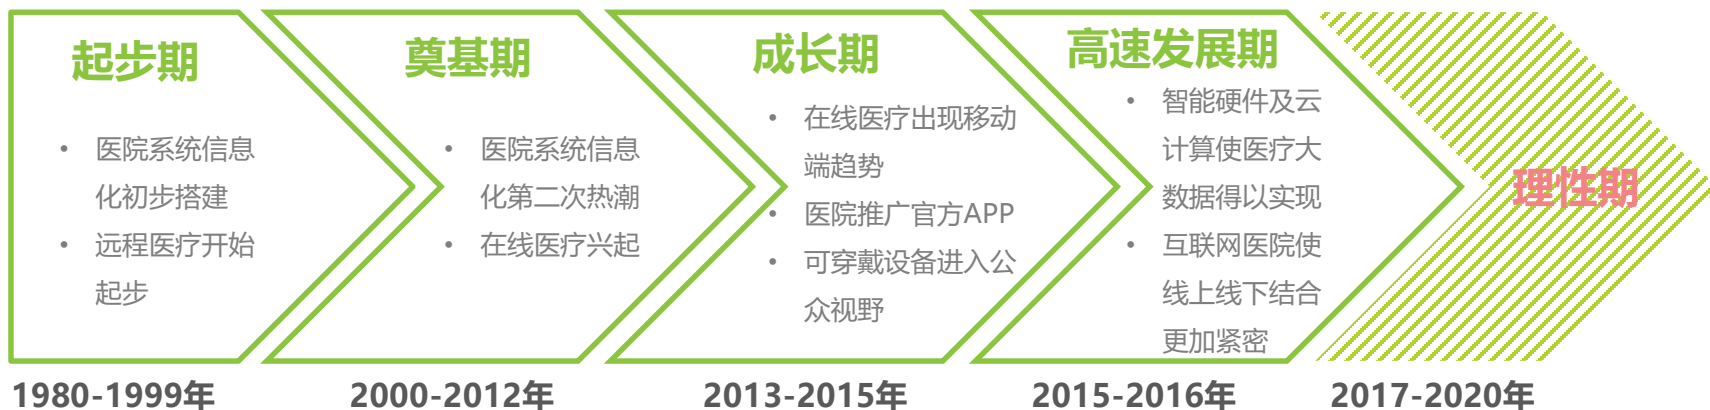 起步期
• 医院系统信息
化初步搭建
• 远程医疗开始
起步
1980-1999年
奠基期
• 医院系统信息
化第二次热潮
• 在线医疗兴起
2000-2012年
成长期
• 在线医疗出现移动
端趋势
• 医院推广官方APP
• 可穿戴设备进入公
众视野
2013-2015年
高速发展期
• 智能硬件及云
计算使医疗大
数据得以实现
• 互联网医院使
线上线下结合
更加紧密
2015-2016年
理性期
2017-2020年